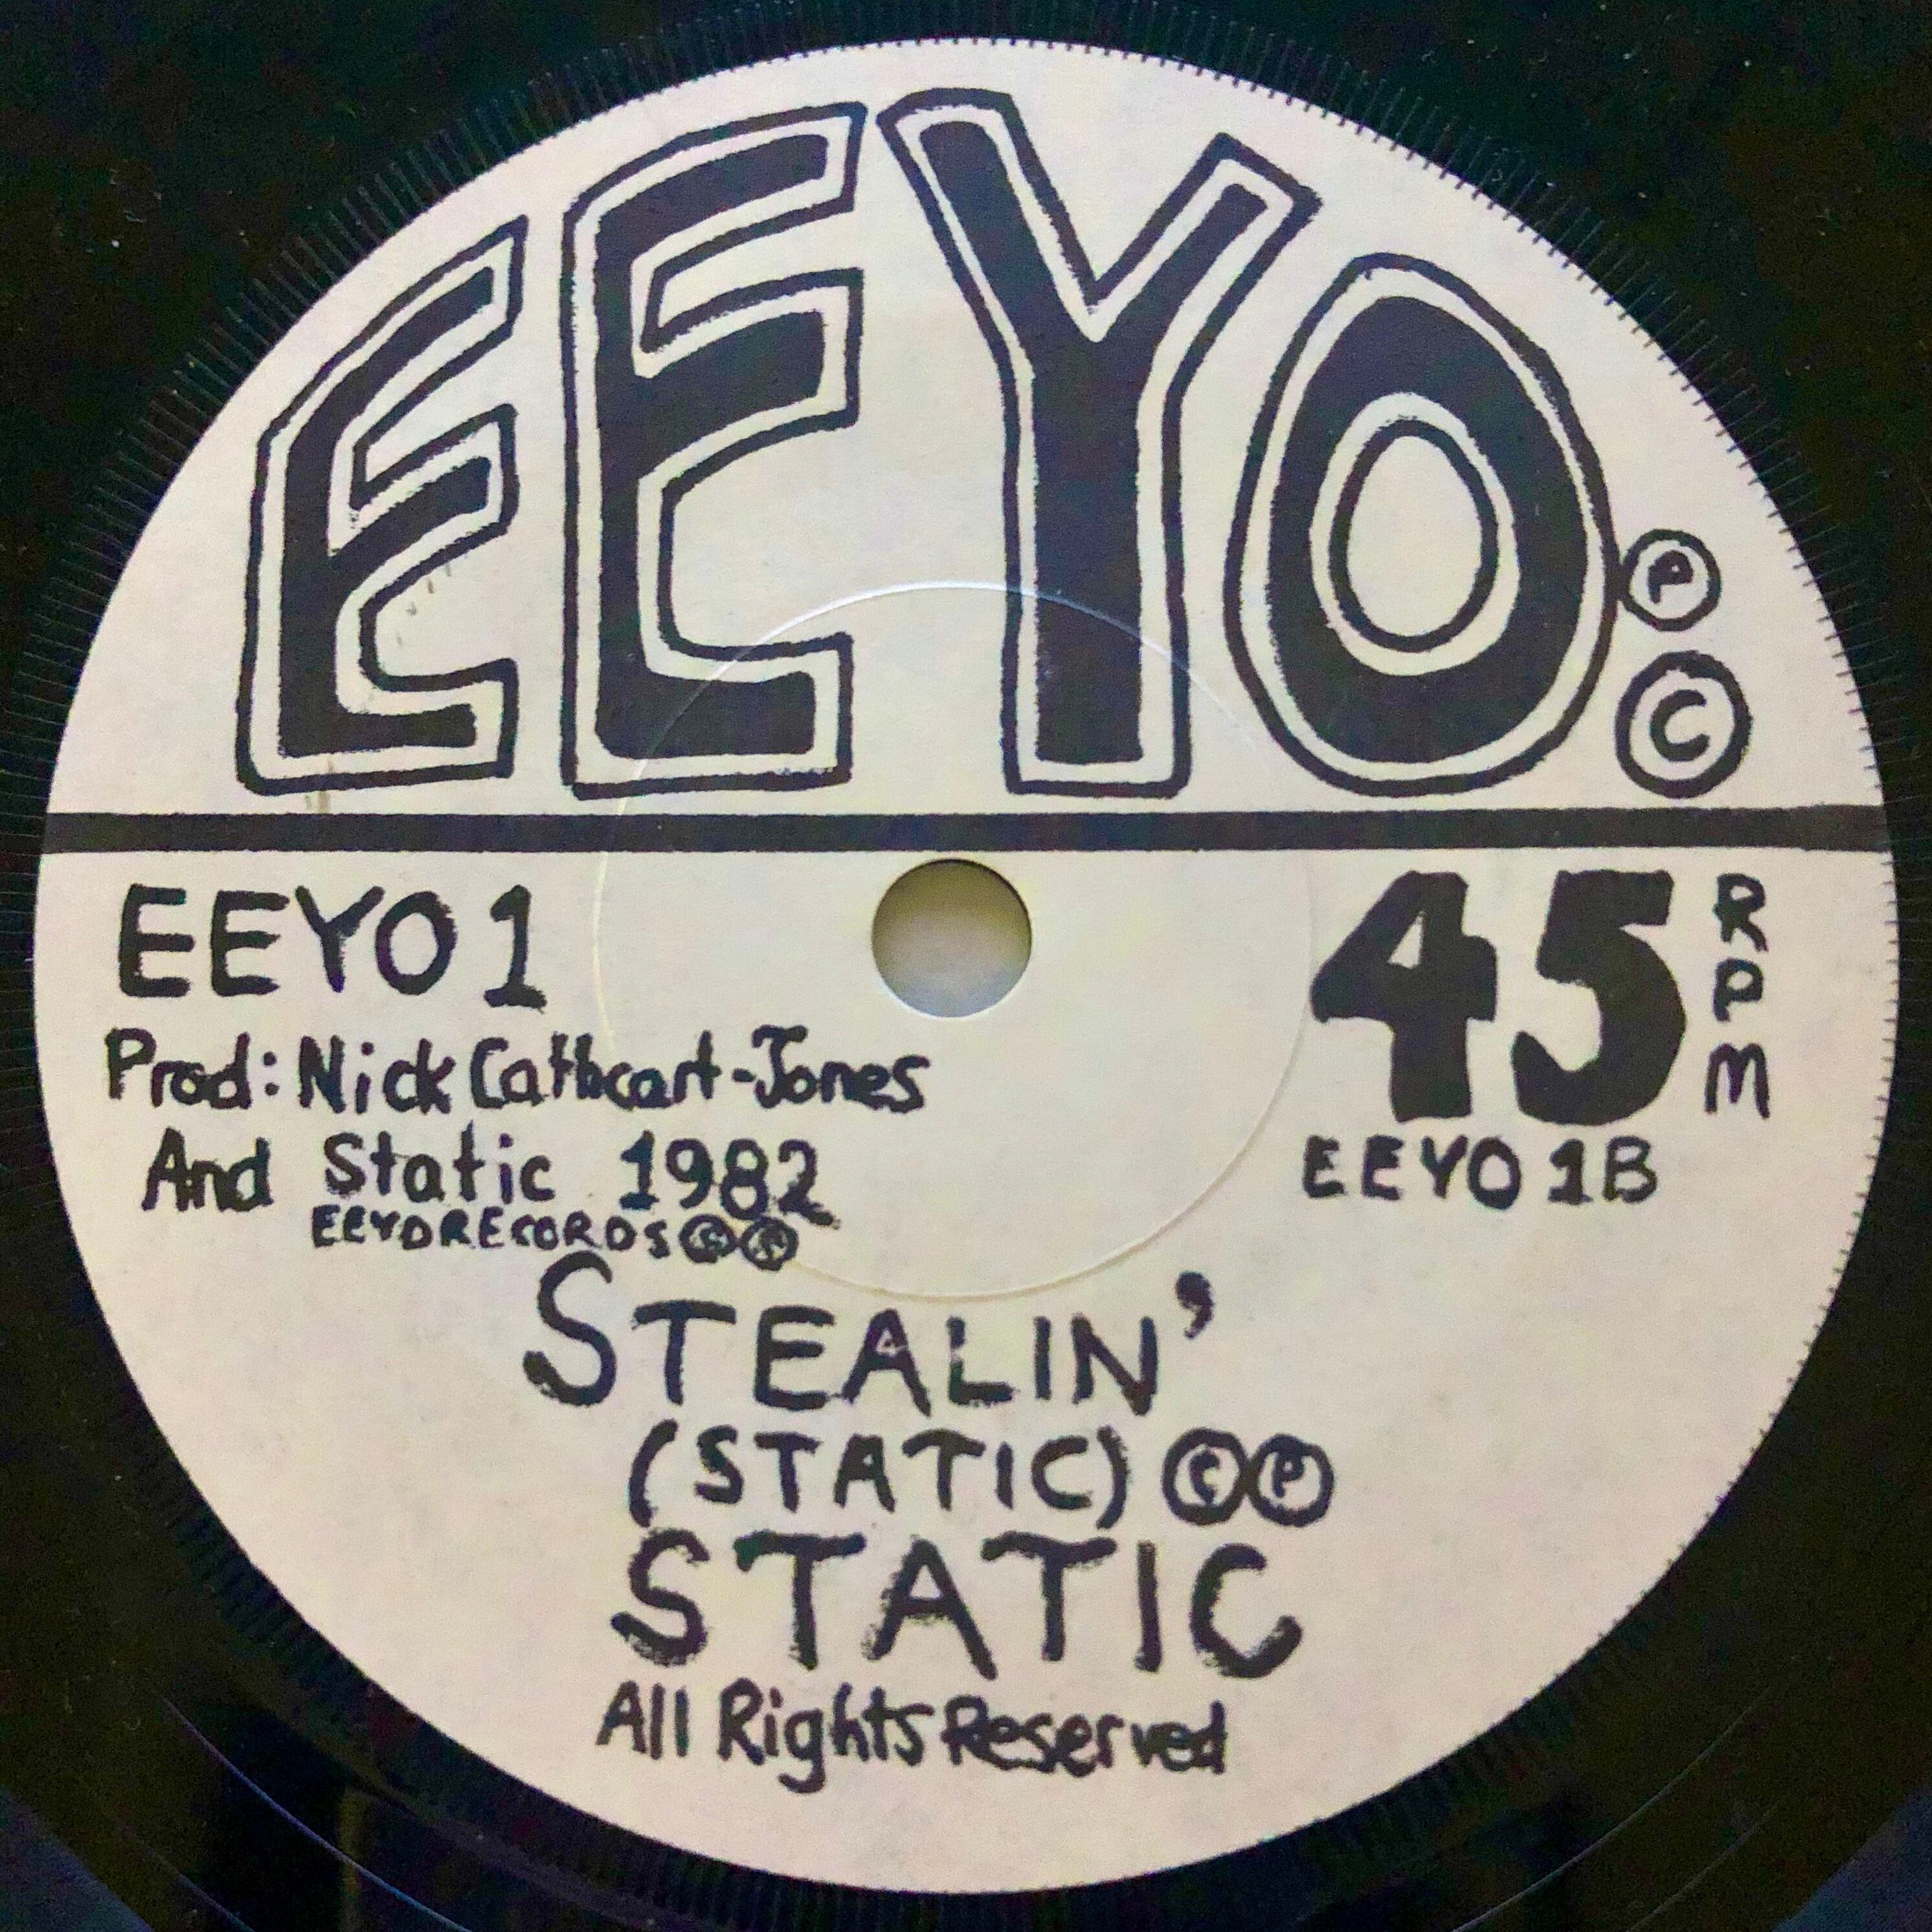 EEYO. Ⓟ
©
EEYO 1
45 RPM
Prod: Nick Cathcart-Jones
And Static 1982
EEYO 1B
EEYO RECORDS © Ⓟ
STEALIN'
(STATIC) © Ⓟ
STATIC
All Rights Reserved